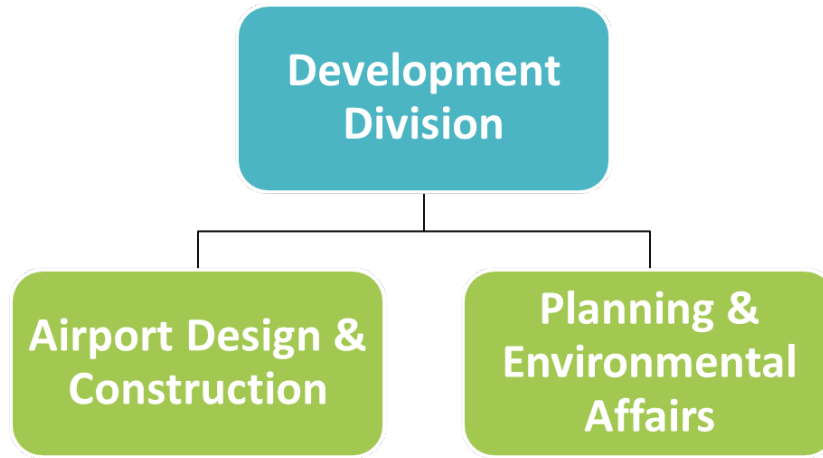 Development
Division
Airport Design &
Construction
Planning &
Environmental
Affairs